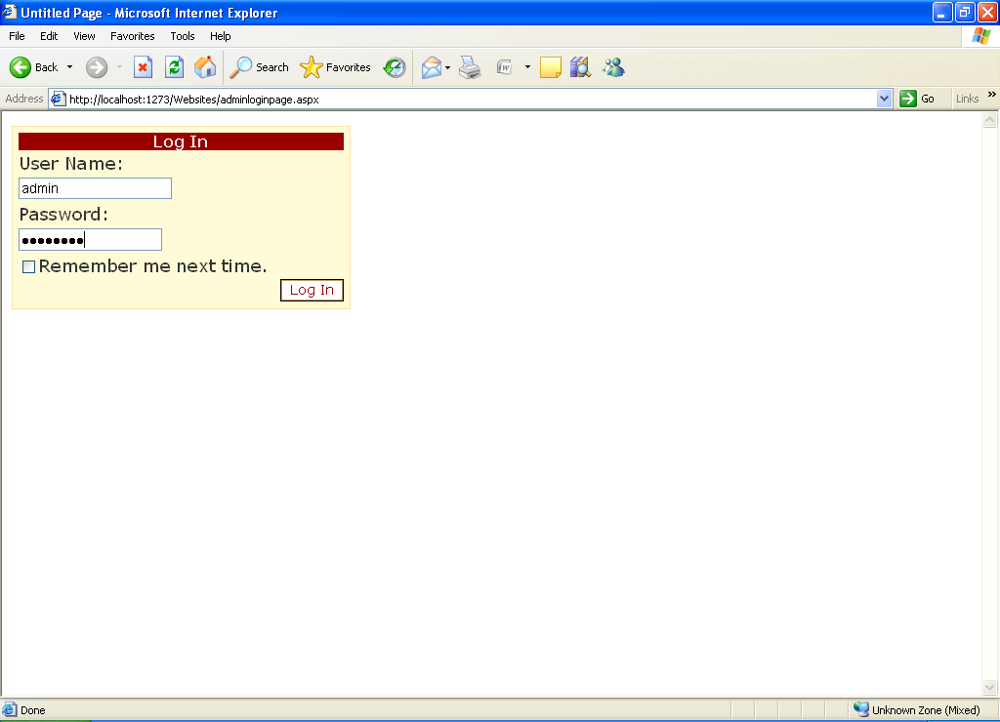 Untitled Page - Microsoft Internet Explorer
File Edit View Favorites Tools Help
Back Search Favorites
Address http://localhost:1273/Websites/adminloginpage.aspx Go Links »
Log In
User Name:
admin
Password:
••••••••
Remember me next time.
Log In
Done Unknown Zone (Mixed)